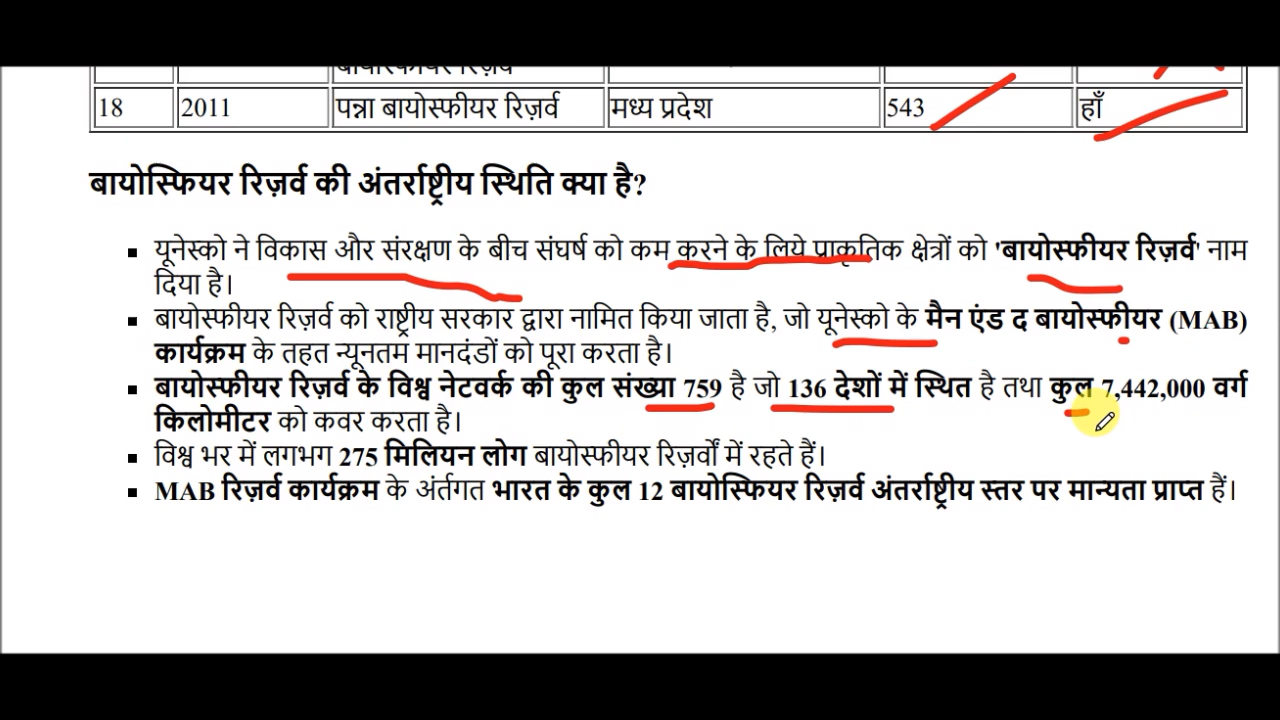 18 2011 पन्ना बायोस्फीयर रिज़र्व मध्य प्रदेश 543 हाँ
बायोस्फियर रिज़र्व की अंतर्राष्ट्रीय स्थिति क्या है?
▪ यूनेस्को ने विकास और संरक्षण के बीच संघर्ष को कम करने के लिये प्राकृतिक क्षेत्रों को 'बायोस्फीयर रिज़र्व' नाम
दिया है।
▪ बायोस्फीयर रिज़र्व को राष्ट्रीय सरकार द्वारा नामित किया जाता है, जो यूनेस्को के मैन एंड द बायोस्फीयर (MAB)
कार्यक्रम के तहत न्यूनतम मानदंडों को पूरा करता है।
▪ बायोस्फीयर रिज़र्व के विश्व नेटवर्क की कुल संख्या 759 है जो 136 देशों में स्थित है तथा कुल 7,442,000 वर्ग
किलोमीटर को कवर करता है।
▪ विश्व भर में लगभग 275 मिलियन लोग बायोस्फीयर रिज़र्वों में रहते हैं।
▪ MAB रिज़र्व कार्यक्रम के अंर्तगत भारत के कुल 12 बायोस्फियर रिज़र्व अंतर्राष्ट्रीय स्तर पर मान्यता प्राप्त हैं।